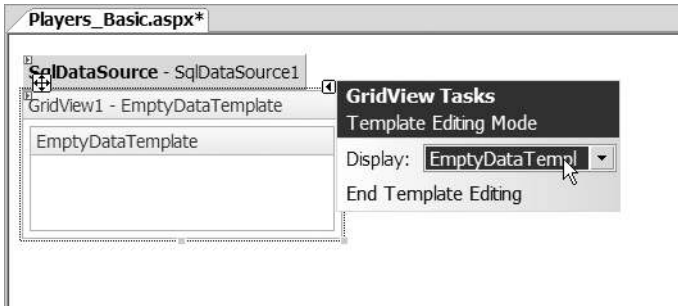 Players_Basic.aspx*
SqlDataSource - SqlDataSource1
GridView1 - EmptyDataTemplate
EmptyDataTemplate
GridView Tasks
Template Editing Mode
Display: EmptyDataTempl
End Template Editing